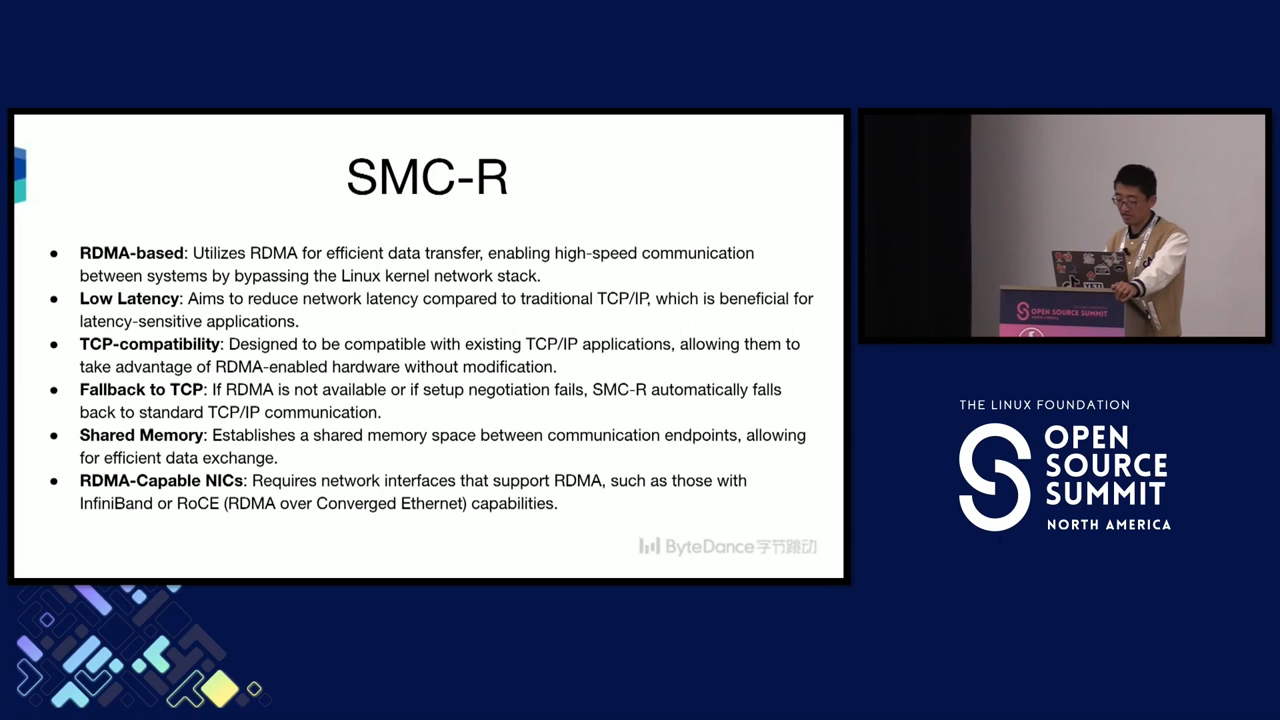 SMC-R
● RDMA-based: Utilizes RDMA for efficient data transfer, enabling high-speed communication
between systems by bypassing the Linux kernel network stack.
● Low Latency: Aims to reduce network latency compared to traditional TCP/IP, which is beneficial for
latency-sensitive applications.
● TCP-compatibility: Designed to be compatible with existing TCP/IP applications, allowing them to
take advantage of RDMA-enabled hardware without modification.
● Fallback to TCP: If RDMA is not available or if setup negotiation fails, SMC-R automatically falls
back to standard TCP/IP communication.
● Shared Memory: Establishes a shared memory space between communication endpoints, allowing
for efficient data exchange.
● RDMA-Capable NICs: Requires network interfaces that support RDMA, such as those with
InfiniBand or RoCE (RDMA over Converged Ethernet) capabilities.
ByteDance字节跳动
YETI
OPEN SOURCE SUMMIT
NORTH AMERICA
THE LINUX FOUNDATION
OPEN
SOURCE
SUMMIT
NORTH AMERICA